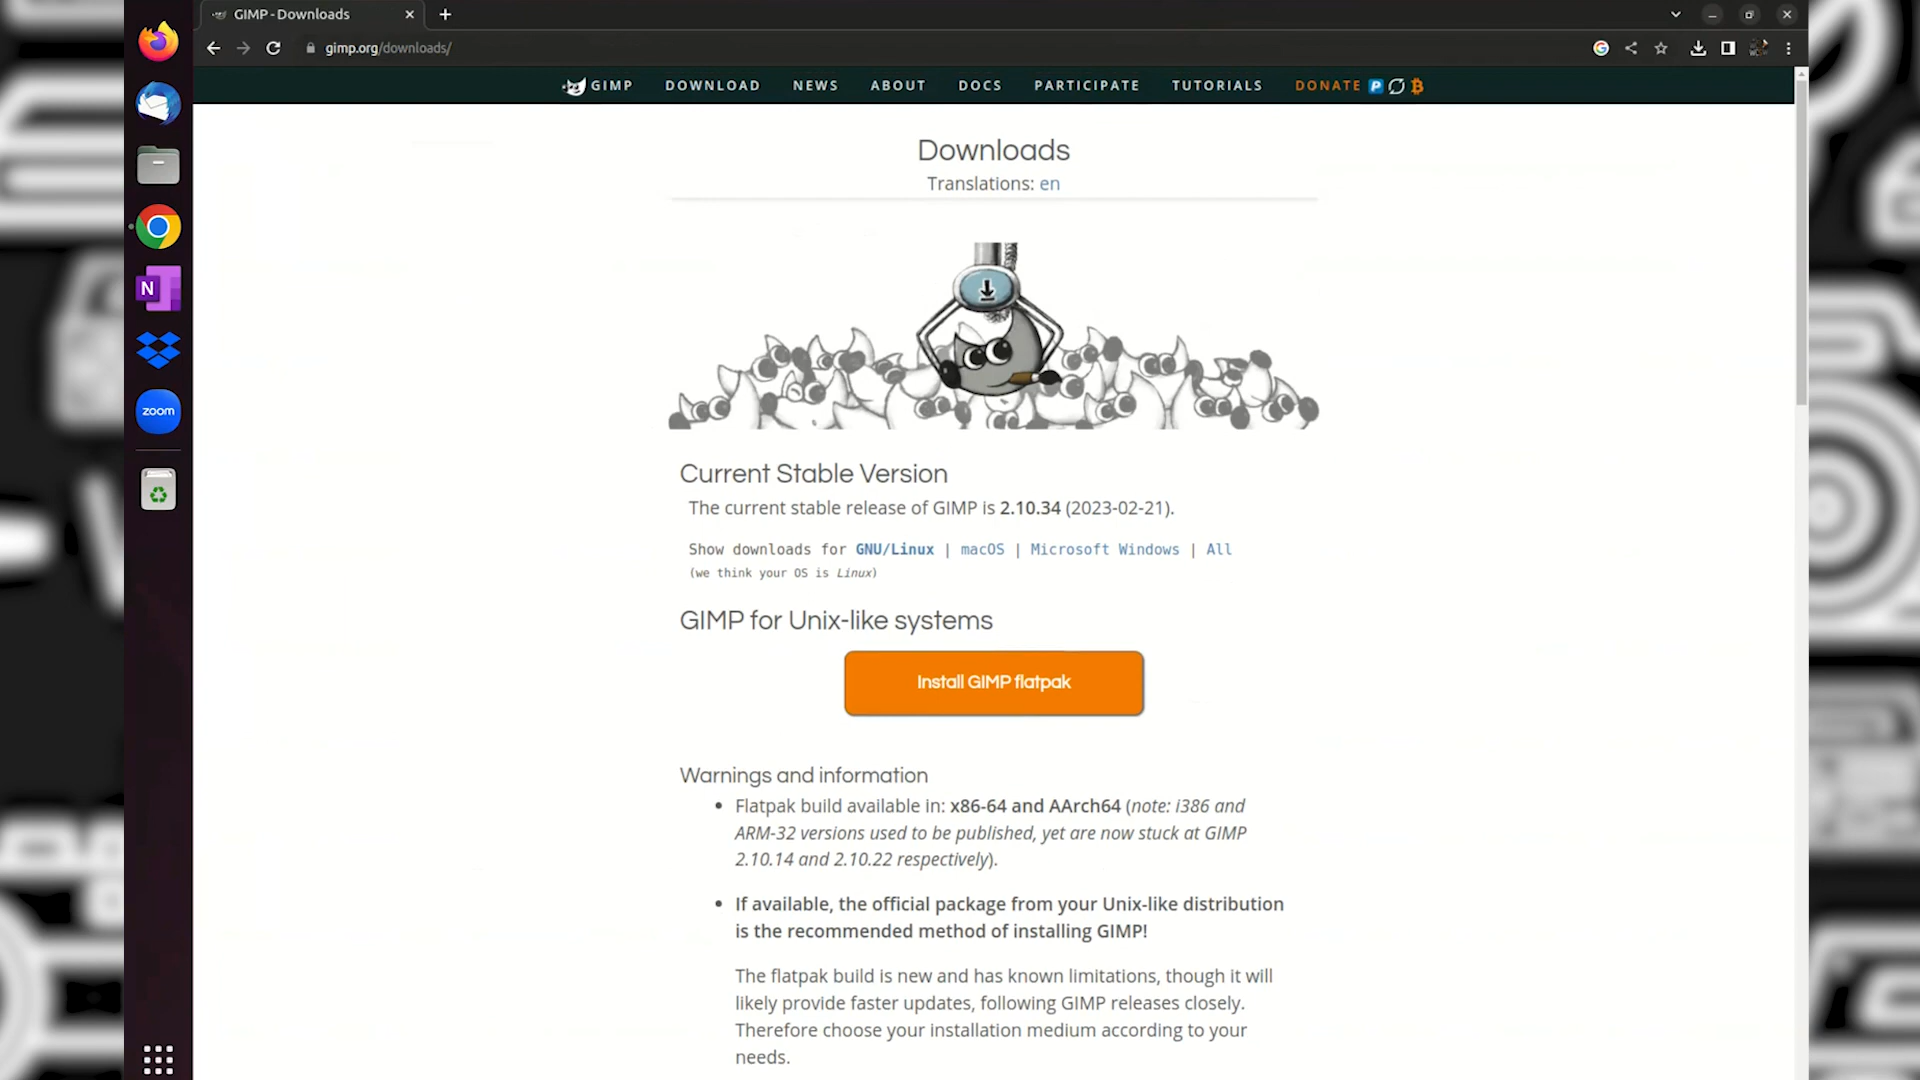 GIMP - Downloads
gimp.org/downloads/
GIMP DOWNLOAD NEWS ABOUT DOCS PARTICIPATE TUTORIALS DONATE
N
zoom
Downloads
Translations: en
Current Stable Version
The current stable release of GIMP is 2.10.34 (2023-02-21).
Show downloads for GNU/Linux | macOS | Microsoft Windows | All
(we think your OS is Linux)
GIMP for Unix-like systems
Install GIMP flatpak
Warnings and information
• Flatpak build available in: x86-64 and AArch64 (note: i386 and
ARM-32 versions used to be published, yet are now stuck at GIMP
2.10.14 and 2.10.22 respectively).
• If available, the official package from your Unix-like distribution
is the recommended method of installing GIMP!
The flatpak build is new and has known limitations, though it will
likely provide faster updates, following GIMP releases closely.
Therefore choose your installation medium according to your
needs.